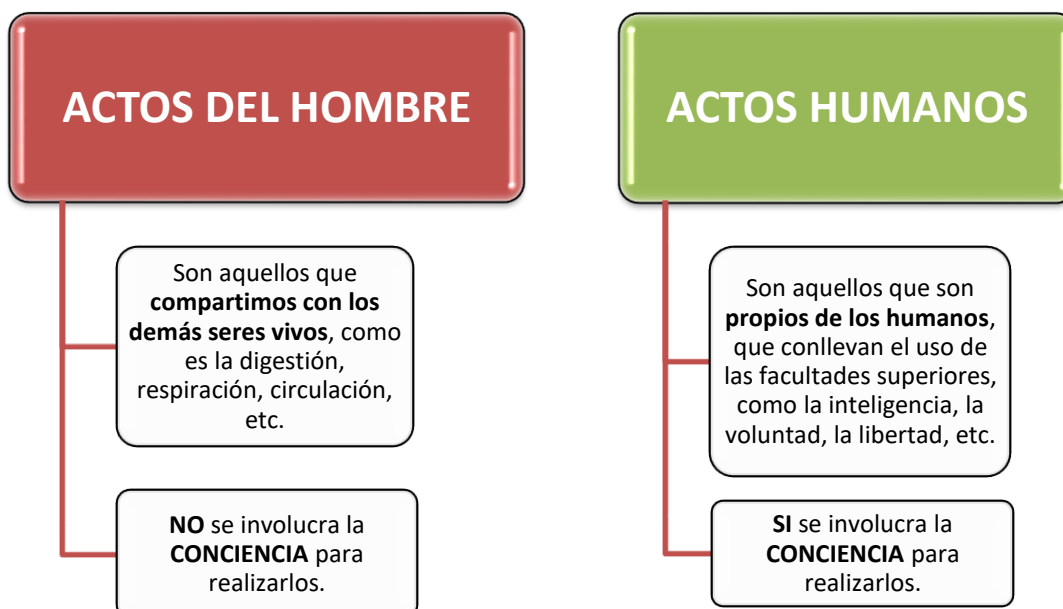 ACTOS DEL HOMBRE
Son aquellos que
compartimos con los
demás seres vivos, como
es la digestión,
respiración, circulación,
etc.
NO se involucra la
CONCIENCIA para
realizarlos.
ACTOS HUMANOS
Son aquellos que son
propios de los humanos,
que conllevan el uso de
las facultades superiores,
como la inteligencia, la
voluntad, la libertad, etc.
SI se involucra la
CONCIENCIA para
realizarlos.